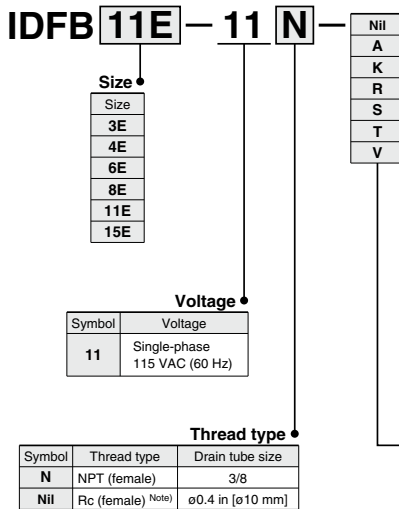 IDFB 11E — 11 N —
Nil
A
K
R
S
T
V
Size
Size
3E
4E
6E
8E
11E
15E
Voltage
Symbol Voltage
11 Single-phase
115 VAC (60 Hz)
Thread type
Symbol Thread type Drain tube size
N NPT (female) 3/8
Nil Rc (female) Note) ø0.4 in [ø10 mm]